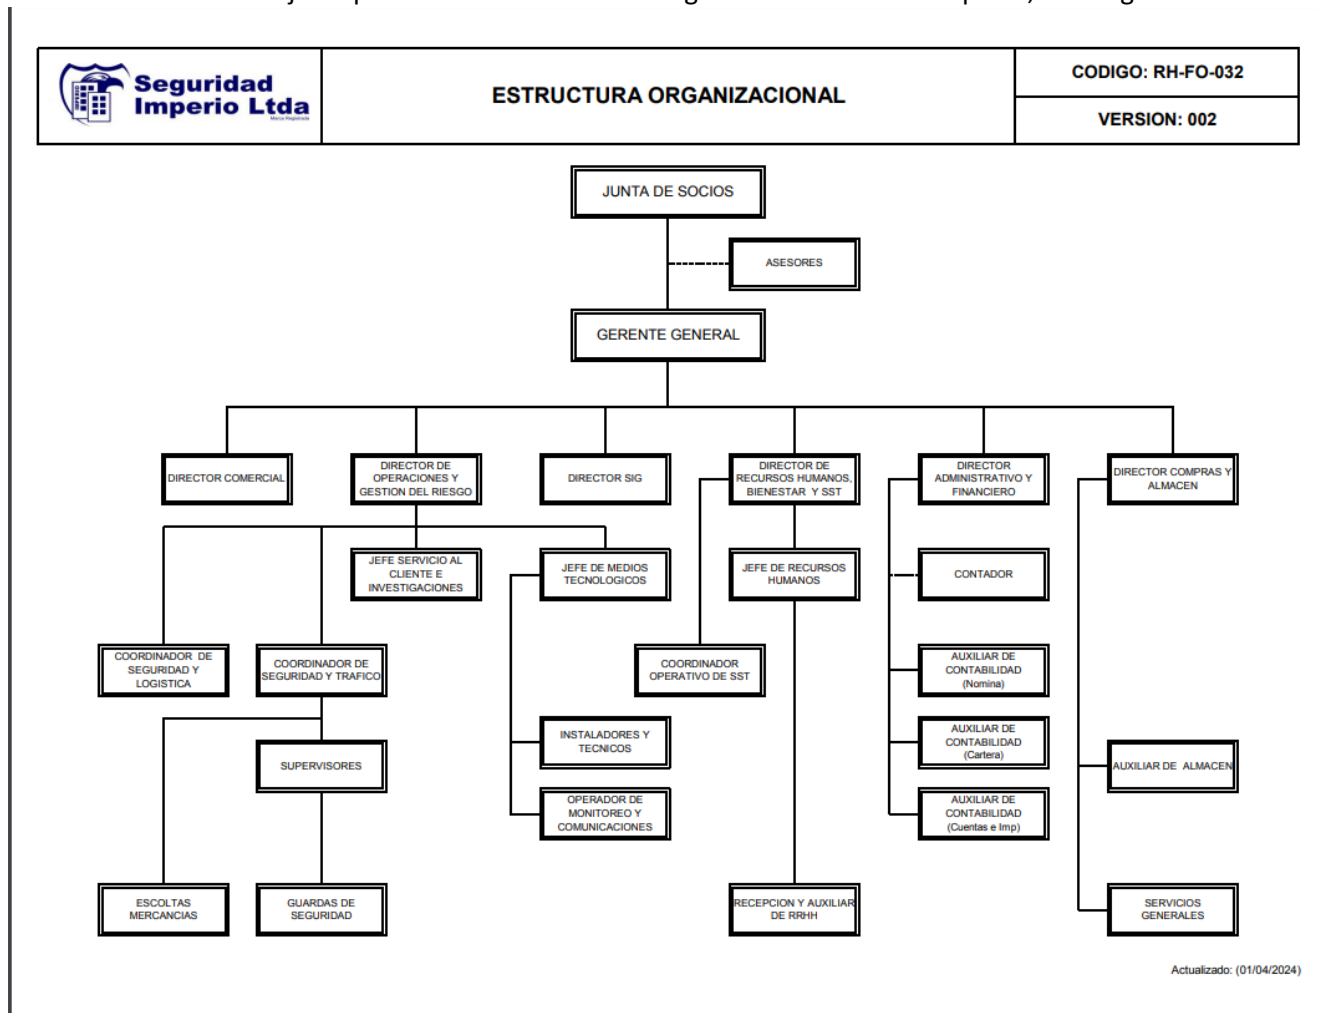 Seguridad
Imperio Ltda
Marca Registrada
ESTRUCTURA ORGANIZACIONAL
CODIGO: RH-FO-032
VERSION: 002
JUNTA DE SOCIOS
ASESORES
GERENTE GENERAL
DIRECTOR COMERCIAL
DIRECTOR DE
OPERACIONES Y
GESTION DEL RIESGO
DIRECTOR SIG
DIRECTOR DE
RECURSOS HUMANOS,
BIENESTAR Y SST
DIRECTOR
ADMINISTRATIVO Y
FINANCIERO
DIRECTOR COMPRAS Y
ALMACEN
JEFE SERVICIO AL
CLIENTE E
INVESTIGACIONES
JEFE DE MEDIOS
TECNOLOGICOS
JEFE DE RECURSOS
HUMANOS
CONTADOR
COORDINADOR DE
SEGURIDAD Y
LOGISTICA
COORDINADOR DE
SEGURIDAD Y TRAFICO
COORDINADOR
OPERATIVO DE SST
AUXILIAR DE
CONTABILIDAD
(Nomina)
INSTALADORES Y
TECNICOS
AUXILIAR DE
CONTABILIDAD
(Cartera)
SUPERVISORES
AUXILIAR DE ALMACEN
OPERADOR DE
MONITOREO Y
COMUNICACIONES
AUXILIAR DE
CONTABILIDAD
(Cuentas e Imp)
ESCOLTAS
MERCANCIAS
GUARDAS DE
SEGURIDAD
RECEPCION Y AUXILIAR
DE RRHH
SERVICIOS
GENERALES
Actualizado: (01/04/2024)